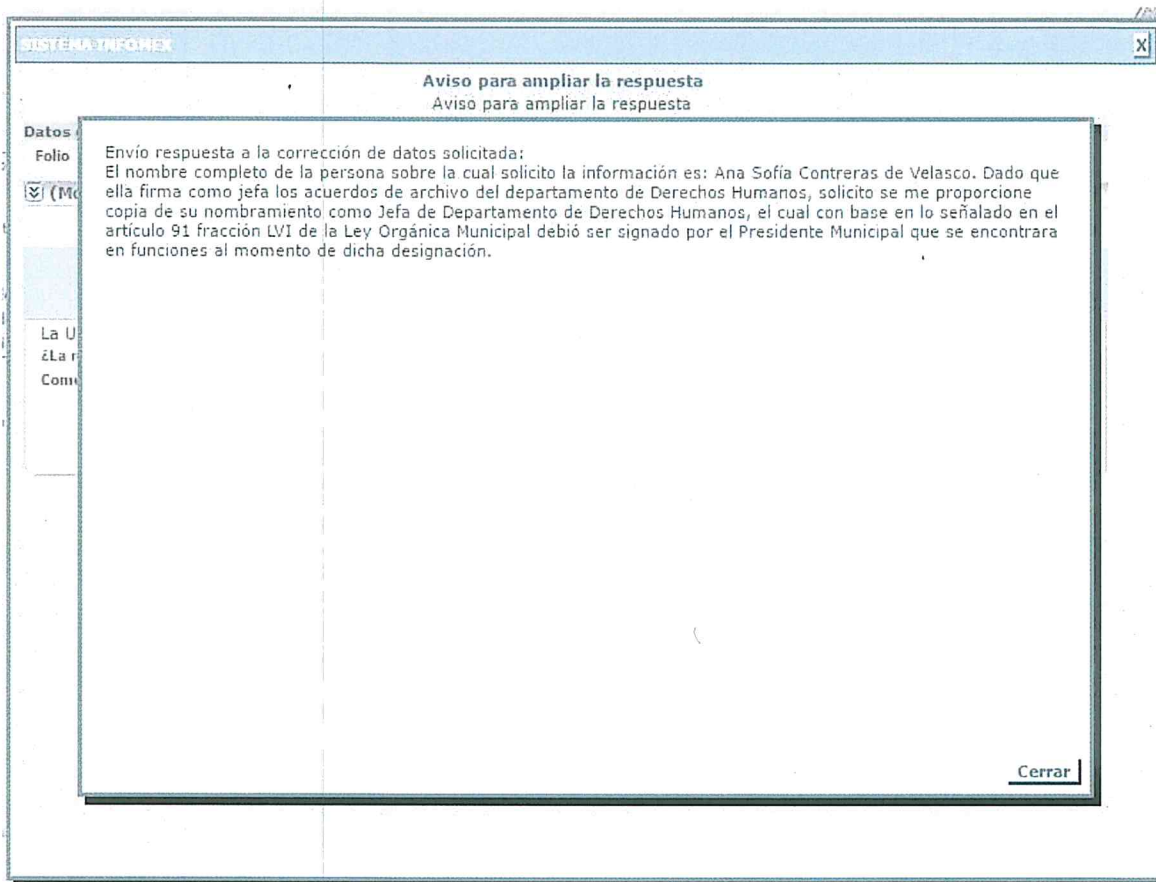 SISTEMA INFOMEX
X
Aviso para ampliar la respuesta
Aviso para ampliar la respuesta
Datos
Folio
Envío respuesta a la corrección de datos solicitada:
El nombre completo de la persona sobre la cual solicito la información es: Ana Sofía Contreras de Velasco. Dado que
ella firma como jefa los acuerdos de archivo del departamento de Derechos Humanos, solicito se me proporcione
copia de su nombramiento como Jefa de Departamento de Derechos Humanos, el cual con base en lo señalado en el
artículo 91 fracción LVI de la Ley Orgánica Municipal debió ser signado por el Presidente Municipal que se encontrara
en funciones al momento de dicha designación.
La U
¿La
Cerrar